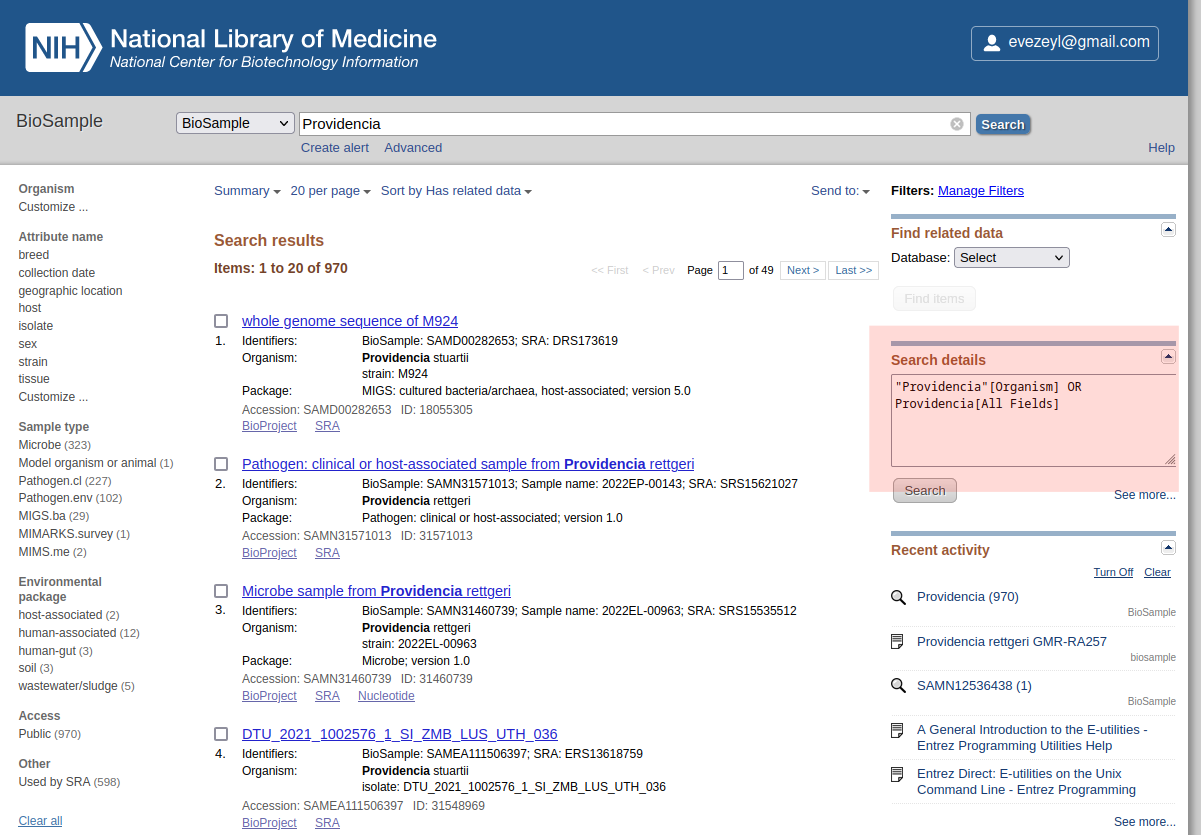 NIH National Library of Medicine
National Center for Biotechnology Information
evezeyl@gmail.com
BioSample
BioSample
Providencia
Search
Create alert Advanced
Help
Organism
Customize ...
Attribute name
breed
collection date
geographic location
host
isolate
sex
strain
tissue
Customize ...
Sample type
Microbe (323)
Model organism or animal (1)
Pathogen.cl (227)
Pathogen.env (102)
MIGS.ba (29)
MIMARKS.survey (1)
MIMS.me (2)
Environmental
package
host-associated (2)
human-associated (12)
human-gut (3)
soil (3)
wastewater/sludge (5)
Access
Public (970)
Other
Used by SRA (598)
Clear all
Summary 20 per page Sort by Has related data
Send to:
Search results
Items: 1 to 20 of 970
<< First < Prev Page 1 of 49 Next > Last >>
whole genome sequence of M924
1. Identifiers: BioSample: SAMD00282653; SRA: DRS173619
Organism: Providencia stuartii
strain: M924
Package: MIGS: cultured bacteria/archaea, host-associated; version 5.0
Accession: SAMD00282653 ID: 18055305
BioProject SRA
Pathogen: clinical or host-associated sample from Providencia rettgeri
2. Identifiers: BioSample: SAMN31571013; Sample name: 2022EP-00143; SRA: SRS15621027
Organism: Providencia rettgeri
Package: Pathogen: clinical or host-associated; version 1.0
Accession: SAMN31571013 ID: 31571013
BioProject SRA
Microbe sample from Providencia rettgeri
3. Identifiers: BioSample: SAMN31460739; Sample name: 2022EL-00963; SRA: SRS15535512
Organism: Providencia rettgeri
strain: 2022EL-00963
Package: Microbe; version 1.0
Accession: SAMN31460739 ID: 31460739
BioProject SRA Nucleotide
DTU_2021_1002576_1_SI_ZMB_LUS_UTH_036
4. Identifiers: BioSample: SAMEA111506397; SRA: ERS13618759
Organism: Providencia stuartii
isolate: DTU_2021_1002576_1_SI_ZMB_LUS_UTH_036
Accession: SAMEA111506397 ID: 31548969
BioProject SRA
Filters: Manage Filters
Find related data
Database: Select
Find items
Search details
"Providencia"[Organism] OR
Providencia[All Fields]
Search
See more...
Recent activity
Turn Off Clear
Providencia (970)
BioSample
Providencia rettgeri GMR-RA257
biosample
SAMN12536438 (1)
BioSample
A General Introduction to the E-utilities -
Entrez Programming Utilities Help
Entrez Direct: E-utilities on the Unix
Command Line - Entrez Programming
See more...